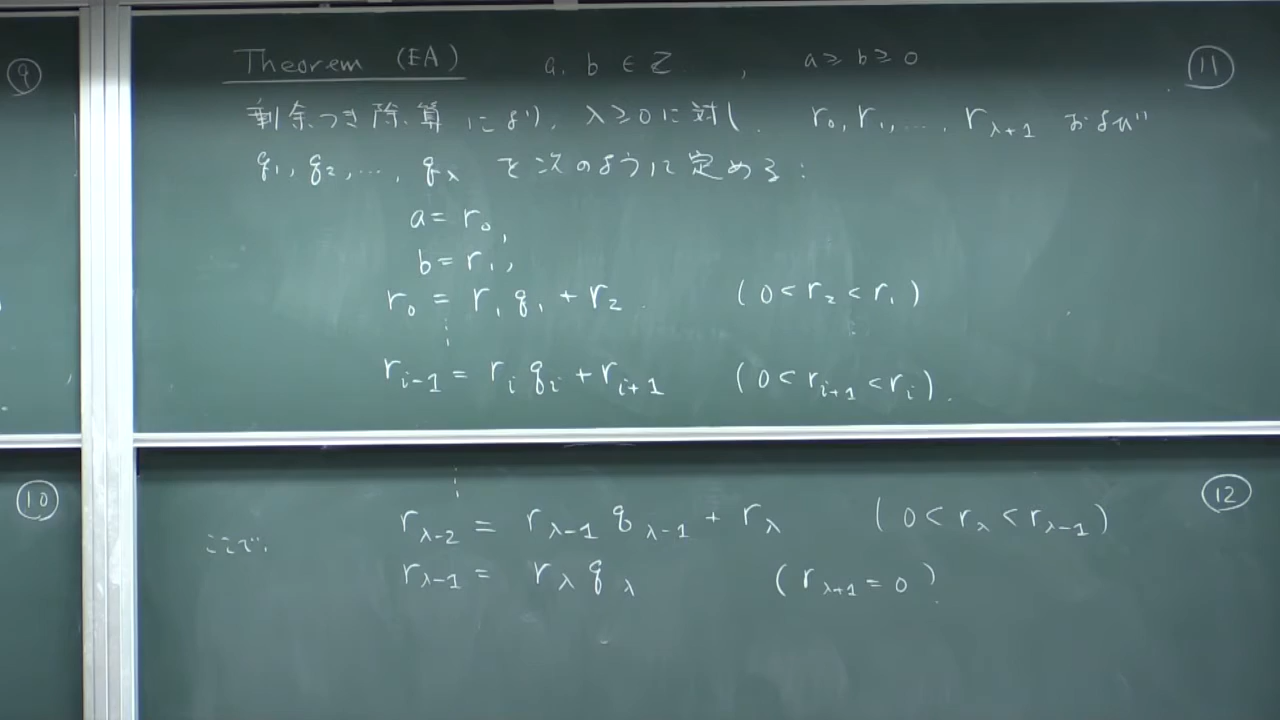 ⑨
Theorem (EA) a, b ∈ Z , a ≥ b ≥ 0
⑪
剰余つき除算により, λ≥0に対し, r₀, r₁, ..., r_{λ+1} および
q₁, q₂, ..., q_λ を次のように定める:
a = r₀,
b = r₁,
r₀ = r₁ q₁ + r₂. (0 < r₂ < r₁)
⋮
r_{i-1} = r_i q_i + r_{i+1} (0 < r_{i+1} < r_i).
⑩
⋮
⑫
r_{λ-2} = r_{λ-1} q_{λ-1} + r_λ (0 < r_λ < r_{λ-1})
ここで,
r_{λ-1} = r_λ q_λ (r_{λ+1} = 0).